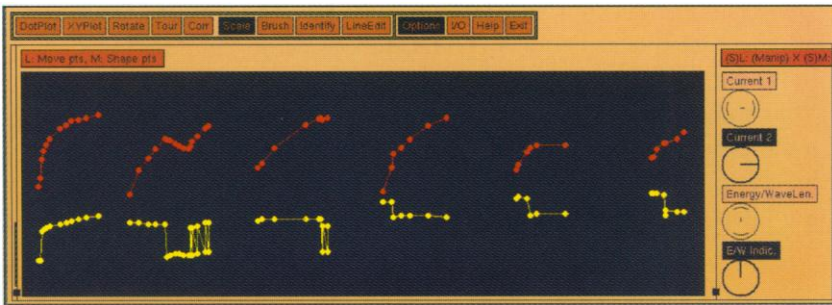 DotPlot XYPlot Rotate Tour Corr Scale Brush Identify LineEdit Options I/O Help Exit
L: Move pts, M: Shape pts
(S)L: (Manip) X (S)M:
Current 1
Current 2
Energy/WaveLen.
E/W Indic.